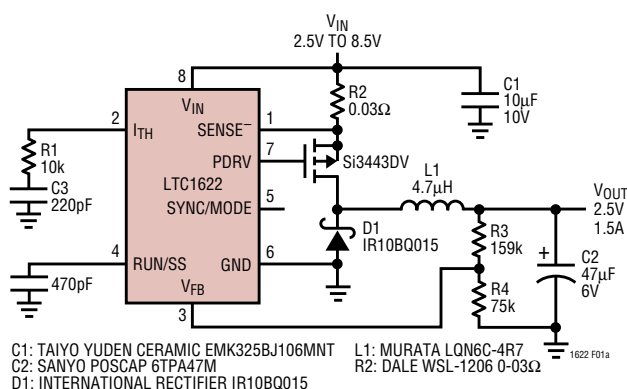 VIN
2.5V TO 8.5V
8
VIN
R2
0.03Ω
C1
10µF
10V
2
ITH
SENSE–
1
R1
10k
PDRV
7
Si3443DV
C3
220pF
LTC1622
L1
4.7µH
SYNC/MODE
5
VOUT
2.5V
1.5A
D1
IR10BQ015
R3
159k
+
C2
47µF
6V
4
RUN/SS
GND
6
470pF
VFB
3
R4
75k
1622 F01a
C1: TAIYO YUDEN CERAMIC EMK325BJ106MNT
C2: SANYO POSCAP 6TPA47M
D1: INTERNATIONAL RECTIFIER IR10BQ015
L1: MURATA LQN6C-4R7
R2: DALE WSL-1206 0-03Ω